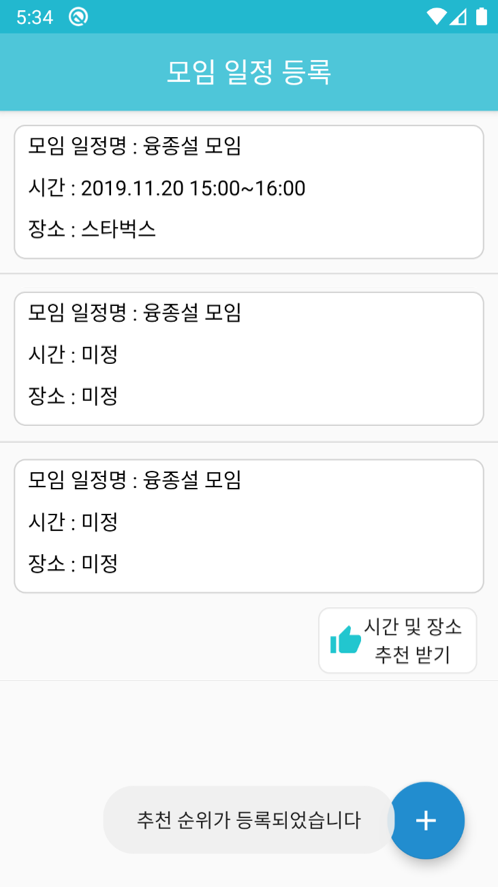 5:34
모임 일정 등록
모임 일정명 : 융종설 모임
시간 : 2019.11.20 15:00~16:00
장소 : 스타벅스
모임 일정명 : 융종설 모임
시간 : 미정
장소 : 미정
모임 일정명 : 융종설 모임
시간 : 미정
장소 : 미정
시간 및 장소
추천 받기
추천 순위가 등록되었습니다
+